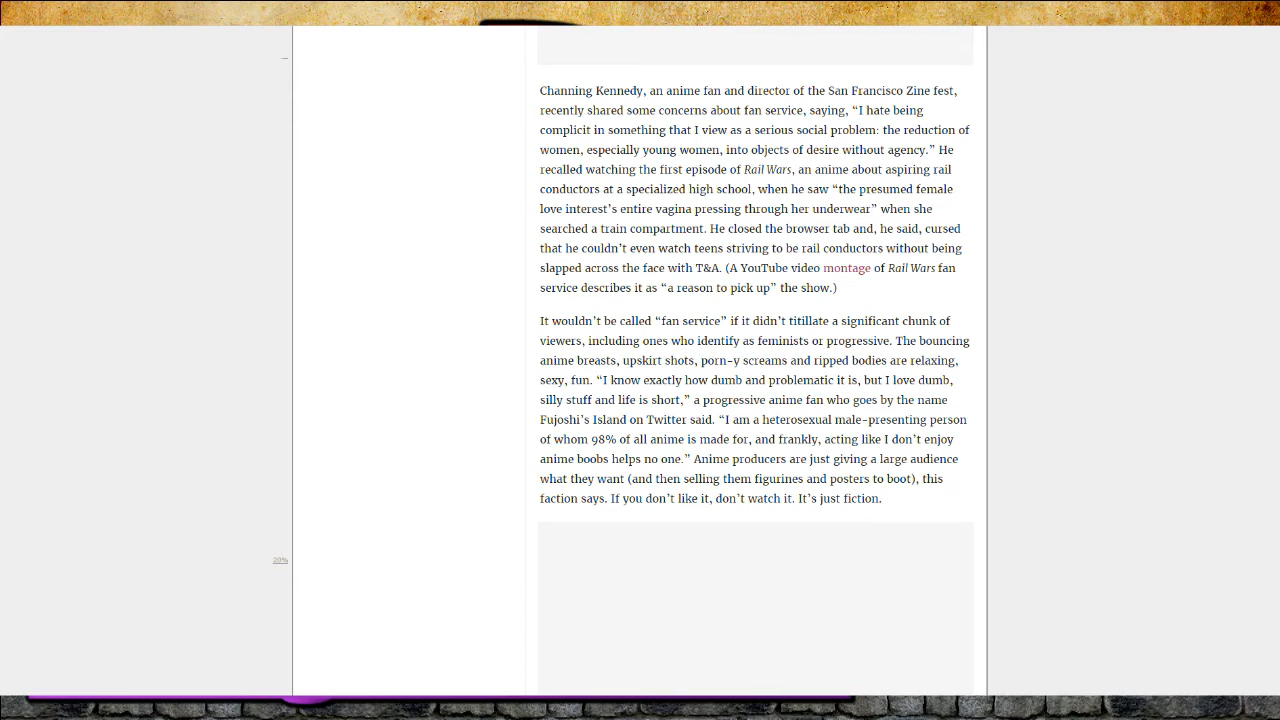 Channing Kennedy, an anime fan and director of the San Francisco Zine fest,
recently shared some concerns about fan service, saying, “I hate being
complicit in something that I view as a serious social problem: the reduction of
women, especially young women, into objects of desire without agency.” He
recalled watching the first episode of Rail Wars, an anime about aspiring rail
conductors at a specialized high school, when he saw “the presumed female
love interest’s entire vagina pressing through her underwear” when she
searched a train compartment. He closed the browser tab and, he said, cursed
that he couldn’t even watch teens striving to be rail conductors without being
slapped across the face with T&A. (A YouTube video montage of Rail Wars fan
service describes it as “a reason to pick up” the show.)
It wouldn’t be called “fan service” if it didn’t titillate a significant chunk of
viewers, including ones who identify as feminists or progressive. The bouncing
anime breasts, upskirt shots, porn-y screams and ripped bodies are relaxing,
sexy, fun. “I know exactly how dumb and problematic it is, but I love dumb,
silly stuff and life is short,” a progressive anime fan who goes by the name
Fujoshi’s Island on Twitter said. “I am a heterosexual male-presenting person
of whom 98% of all anime is made for, and frankly, acting like I don’t enjoy
anime boobs helps no one.” Anime producers are just giving a large audience
what they want (and then selling them figurines and posters to boot), this
faction says. If you don’t like it, don’t watch it. It’s just fiction.
20%